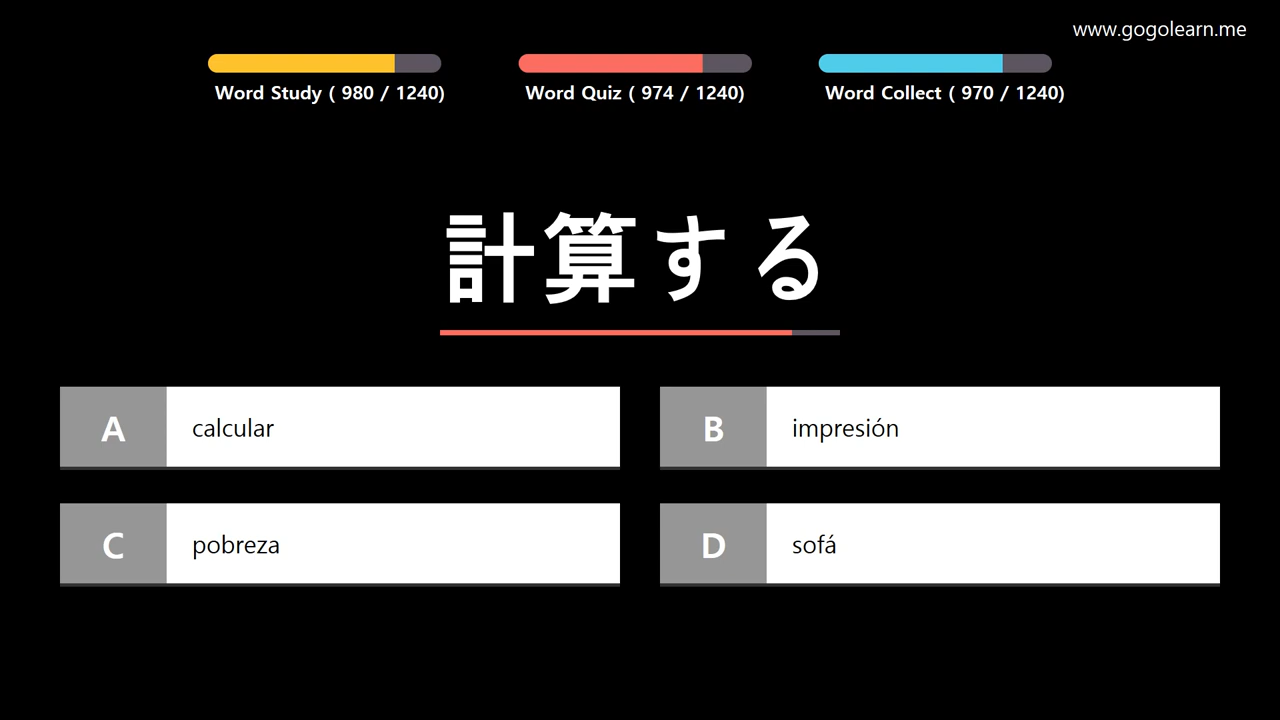 www.gogolearn.me
Word Study ( 980 / 1240)
Word Quiz ( 974 / 1240)
Word Collect ( 970 / 1240)
計算する
A calcular
B impresión
C pobreza
D sofá